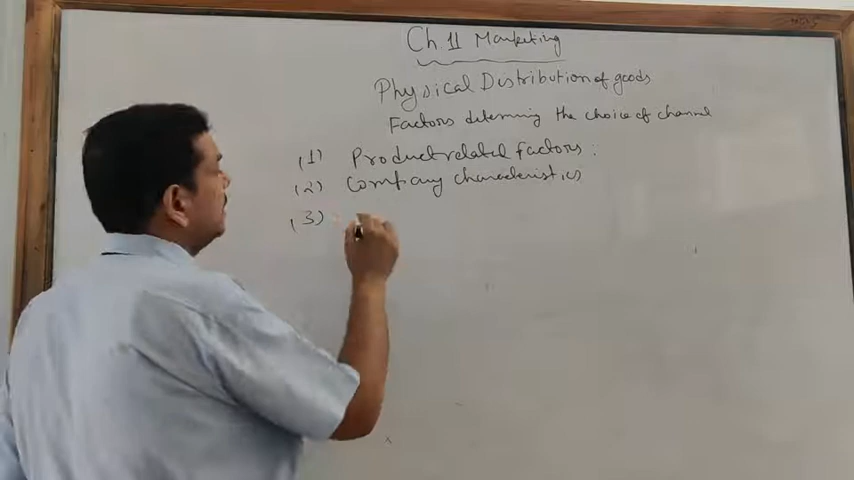 Ch. 11 Marketing
Physical Distribution of goods
Factors determing the choice of channel
(1) Product related factors :
(2) Company characteristics
(3)